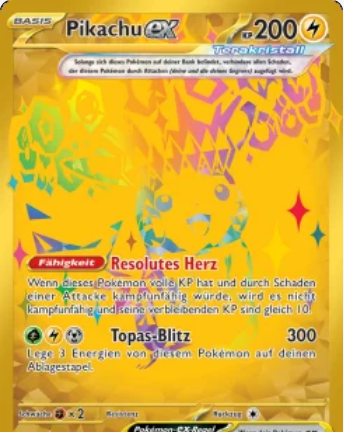 BASIS Pikachu ex KP 200
Terakristall
Solange sich dieses Pokémon auf deiner Bank befindet, verhindere allen Schaden,
der diesem Pokémon durch Attacken (deine und die deines Gegners) zugefügt wird.
Fähigkeit Resolutes Herz
Wenn dieses Pokémon volle KP hat und durch Schaden
einer Attacke kampfunfähig würde, wird es nicht
kampfunfähig und seine verbleibenden KP sind gleich 10.
Topas-Blitz 300
Lege 3 Energien von diesem Pokémon auf deinen
Ablagestapel.
Schwäche ×2 Resistenz Rückzug
Pokémon-ex-Regel